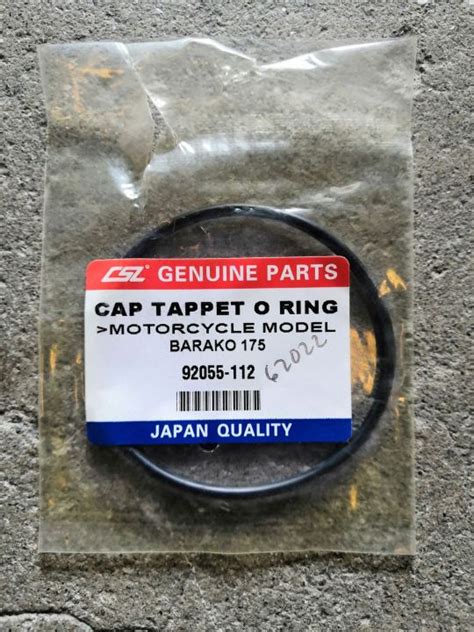 CSL GENUINE PARTS
CAP TAPPET O RING
>MOTORCYCLE MODEL
BARAKO 175
92055-112
62022
JAPAN QUALITY